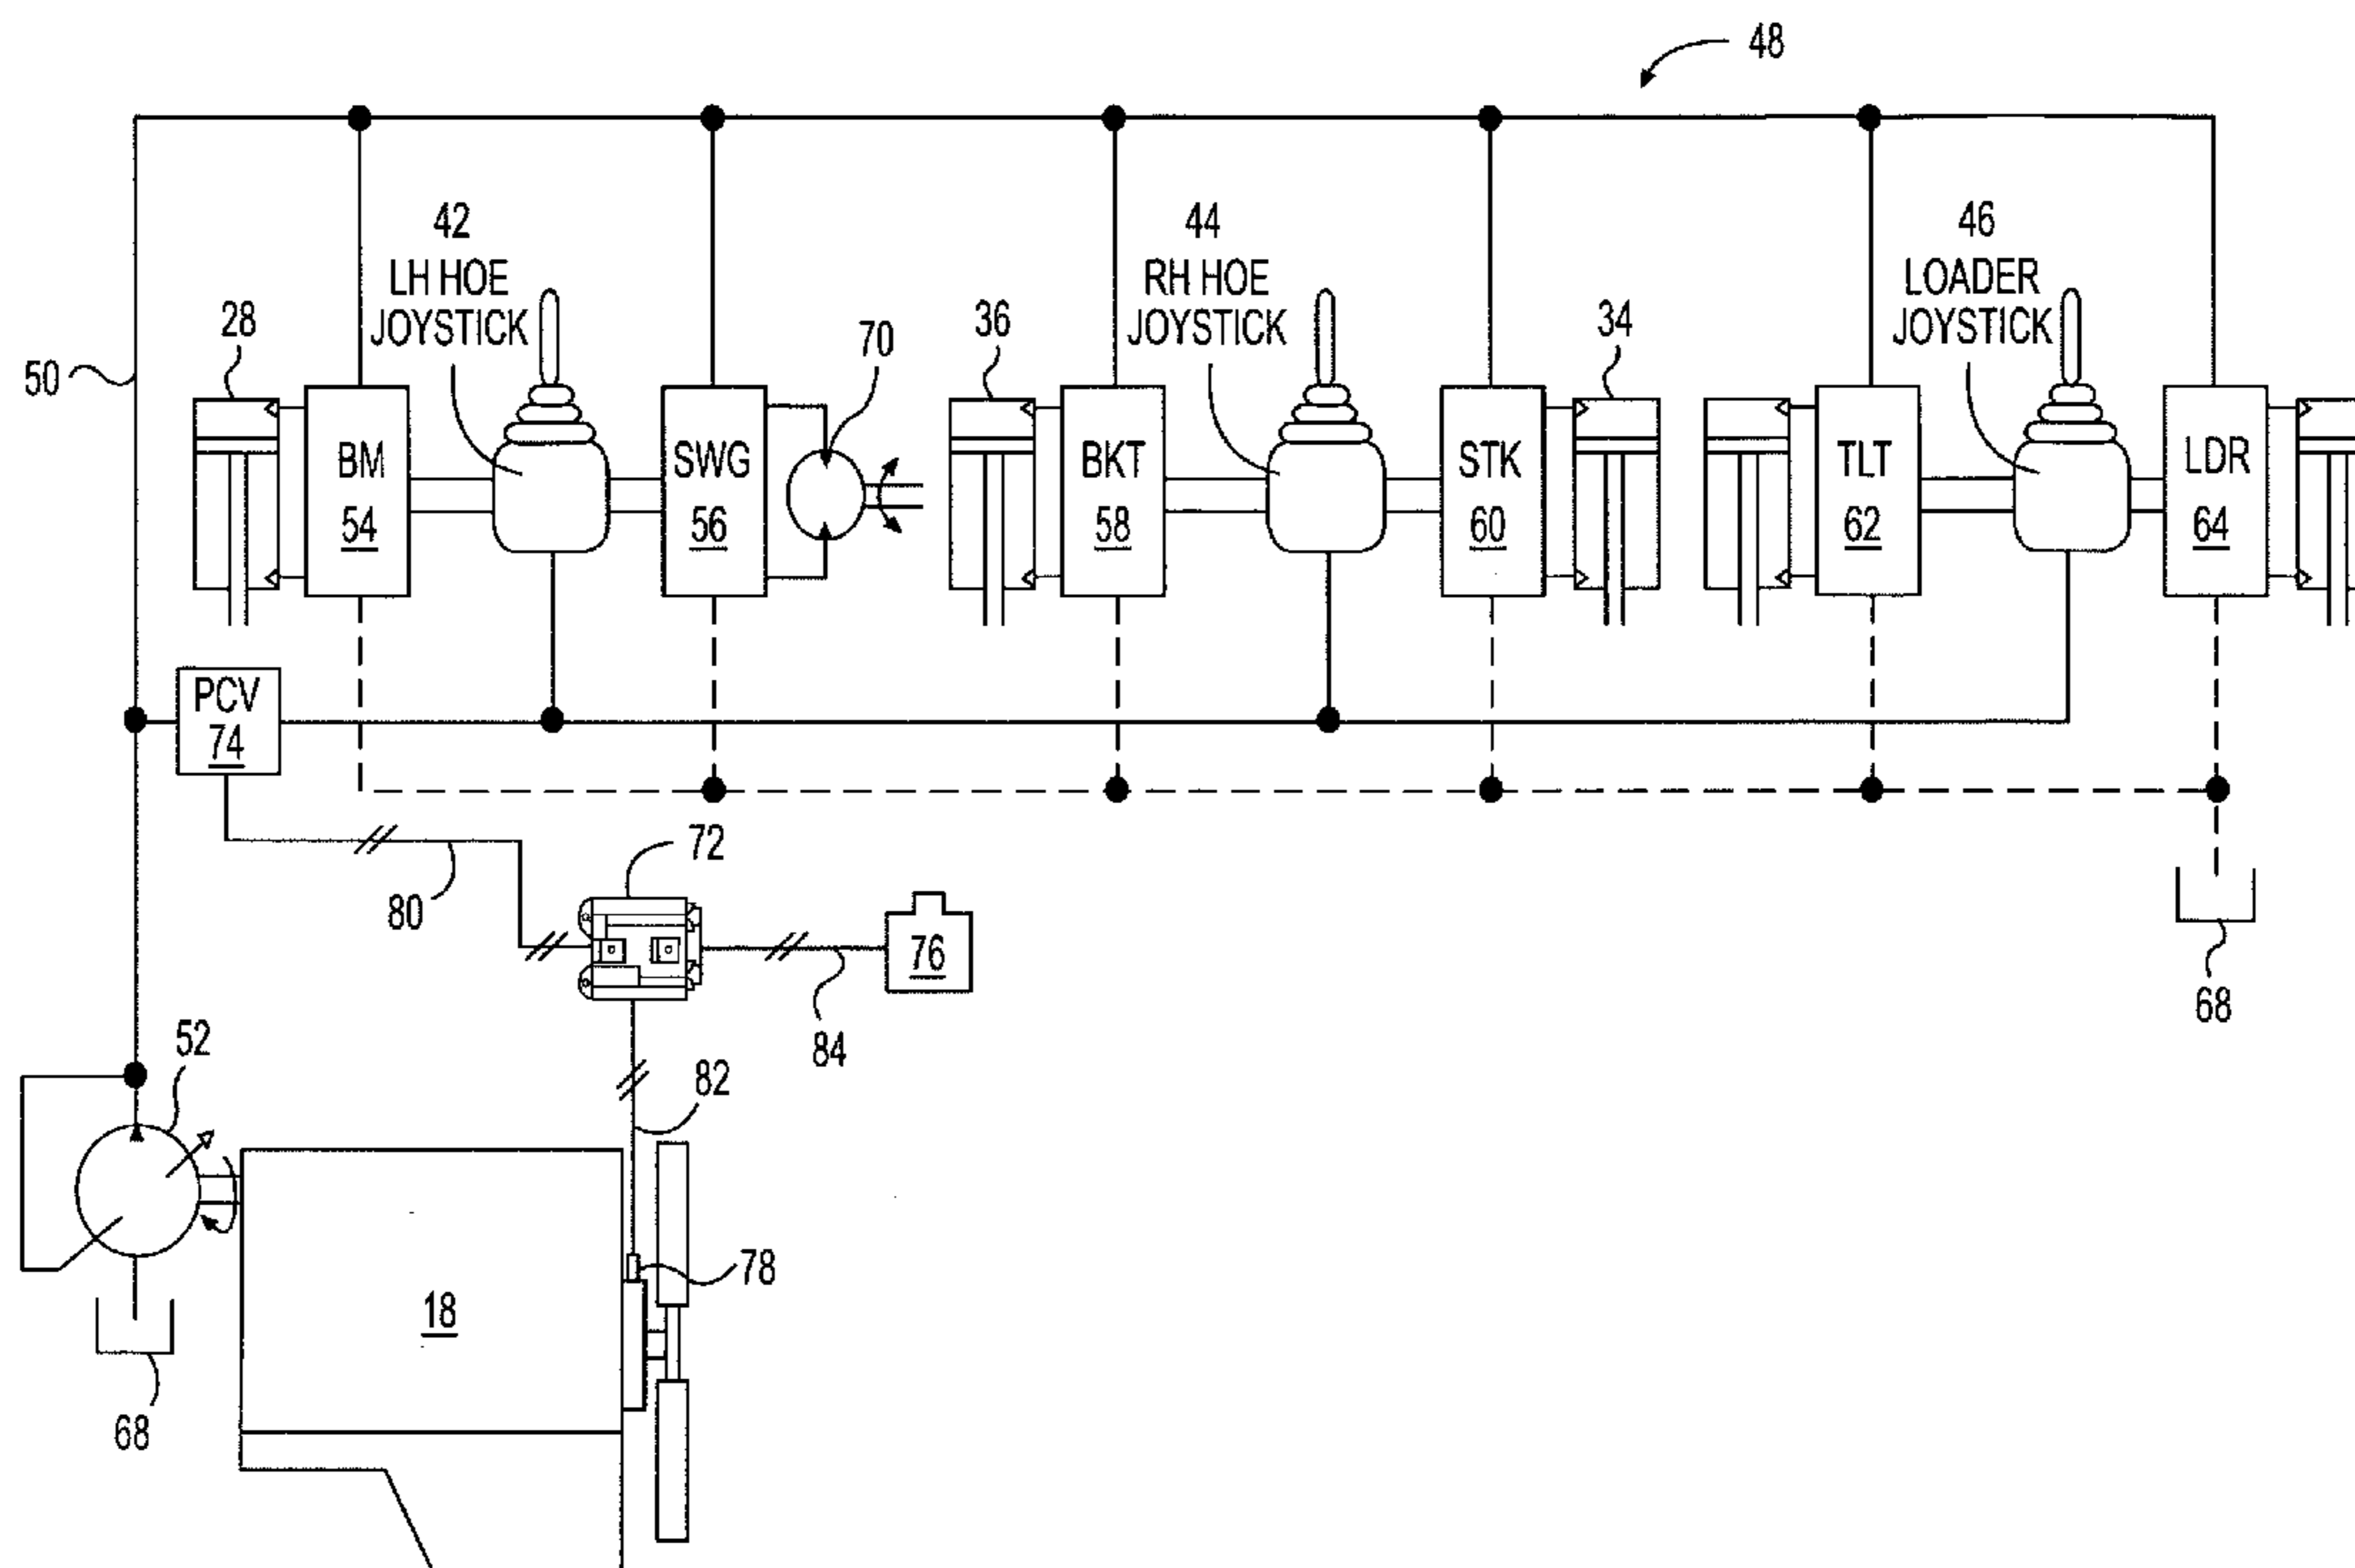 48
42
LH HOE
JOYSTICK
44
RH HOE
JOYSTICK
46
LOADER
JOYSTICK
28
70
36
34
50
BM
54
SWG
56
BKT
58
STK
60
TLT
62
LDR
64
PCV
74
72
80
76
84
68
52
82
78
18
68